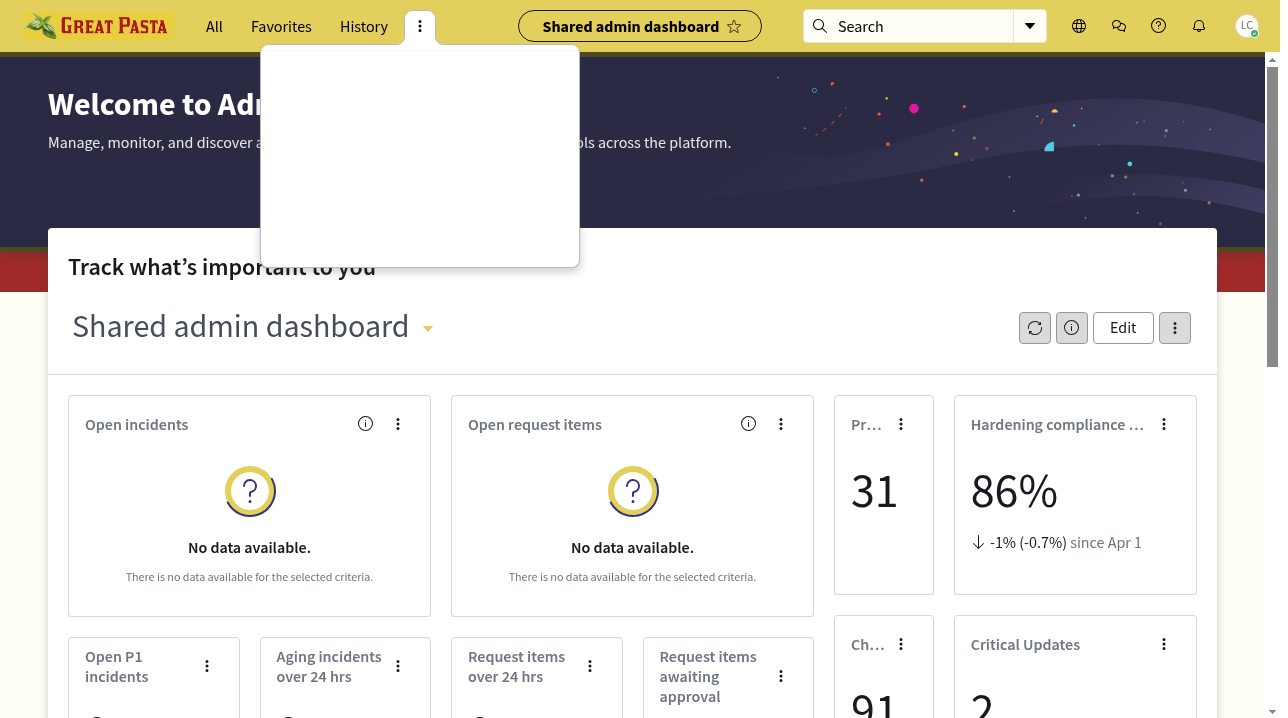 GREAT PASTA
All
Favorites
History
Shared admin dashboard
Search
LC
Welcome to
Manage, monitor, and discover
across the platform.
Track what's important to you
Shared admin dashboard
Edit
Open incidents
?
No data available.
There is no data available for the selected criteria.
Open request items
?
No data available.
There is no data available for the selected criteria.
Pr...
31
Hardening compliance ...
86%
-1% (-0.7%) since Apr 1
Open P1
incidents
Aging incidents
over 24 hrs
Request items
over 24 hrs
Request items
awaiting
approval
Ch...
91
Critical Updates
2